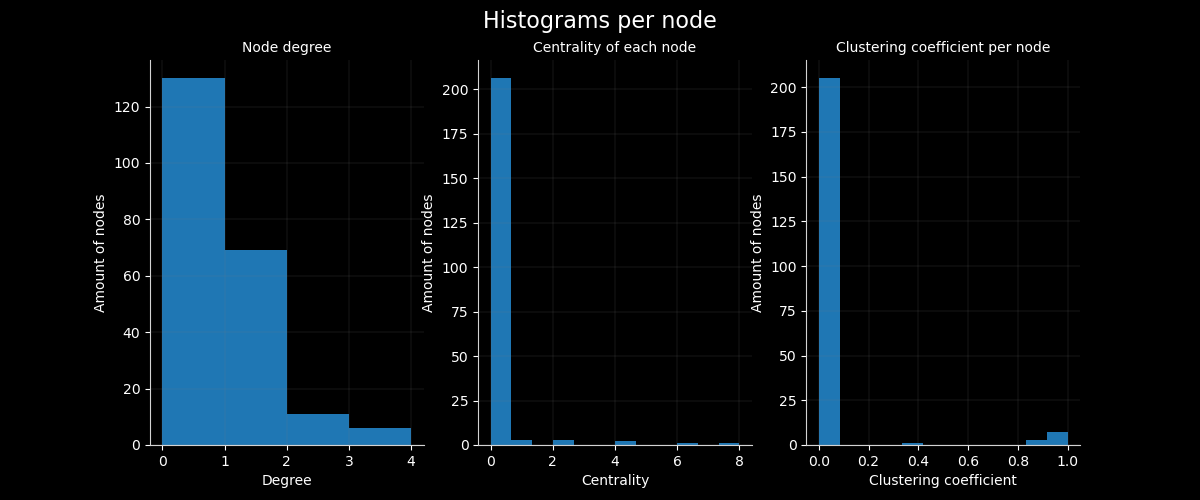 Histograms per node
Node degree
Amount of nodes
120
100
80
60
40
20
0
0 1 2 3 4
Degree
Centrality of each node
Amount of nodes
200
175
150
125
100
75
50
25
0
0 2 4 6 8
Centrality
Clustering coefficient per node
Amount of nodes
200
175
150
125
100
75
50
25
0
0.0 0.2 0.4 0.6 0.8 1.0
Clustering coefficient